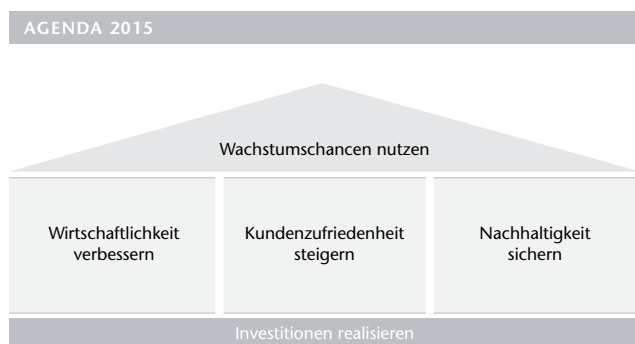 AGENDA 2015
Wachstumschancen nutzen
Wirtschaftlichkeit
verbessern
Kundenzufriedenheit
steigern
Nachhaltigkeit
sichern
Investitionen realisieren